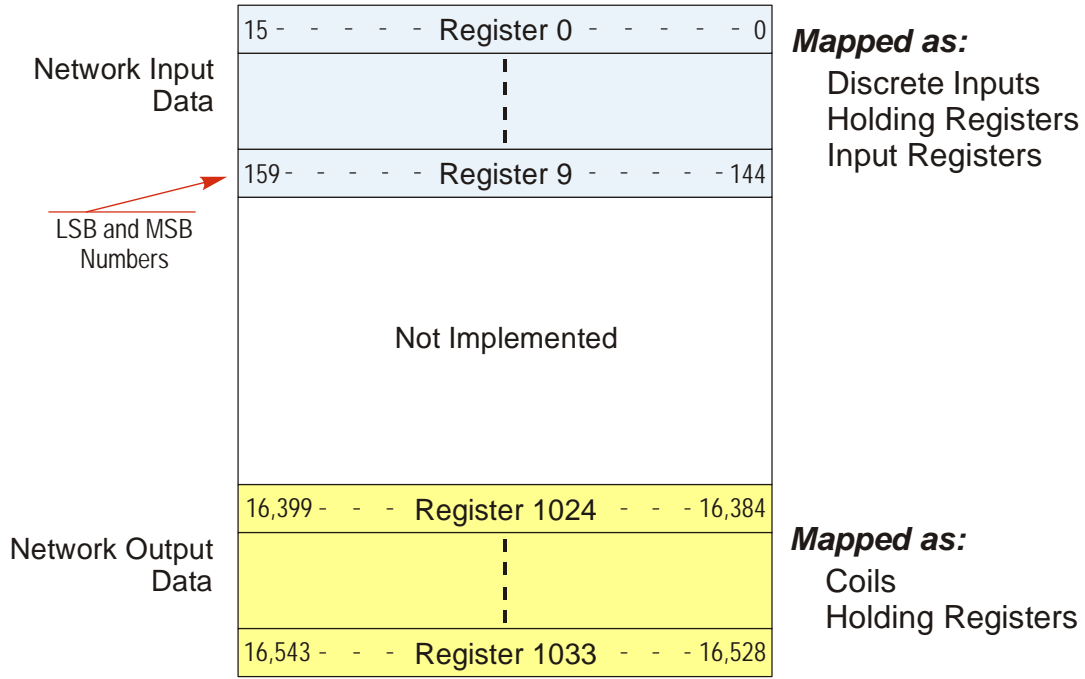 15 - - - - - Register 0 - - - - - 0
Mapped as:
Network Input
Data
Discrete Inputs
Holding Registers
Input Registers
159 - - - - - Register 9 - - - - - 144
LSB and MSB
Numbers
Not Implemented
16,399 - - - Register 1024 - - - 16,384
Network Output
Data
Mapped as:
Coils
Holding Registers
16,543 - - - Register 1033 - - - 16,528